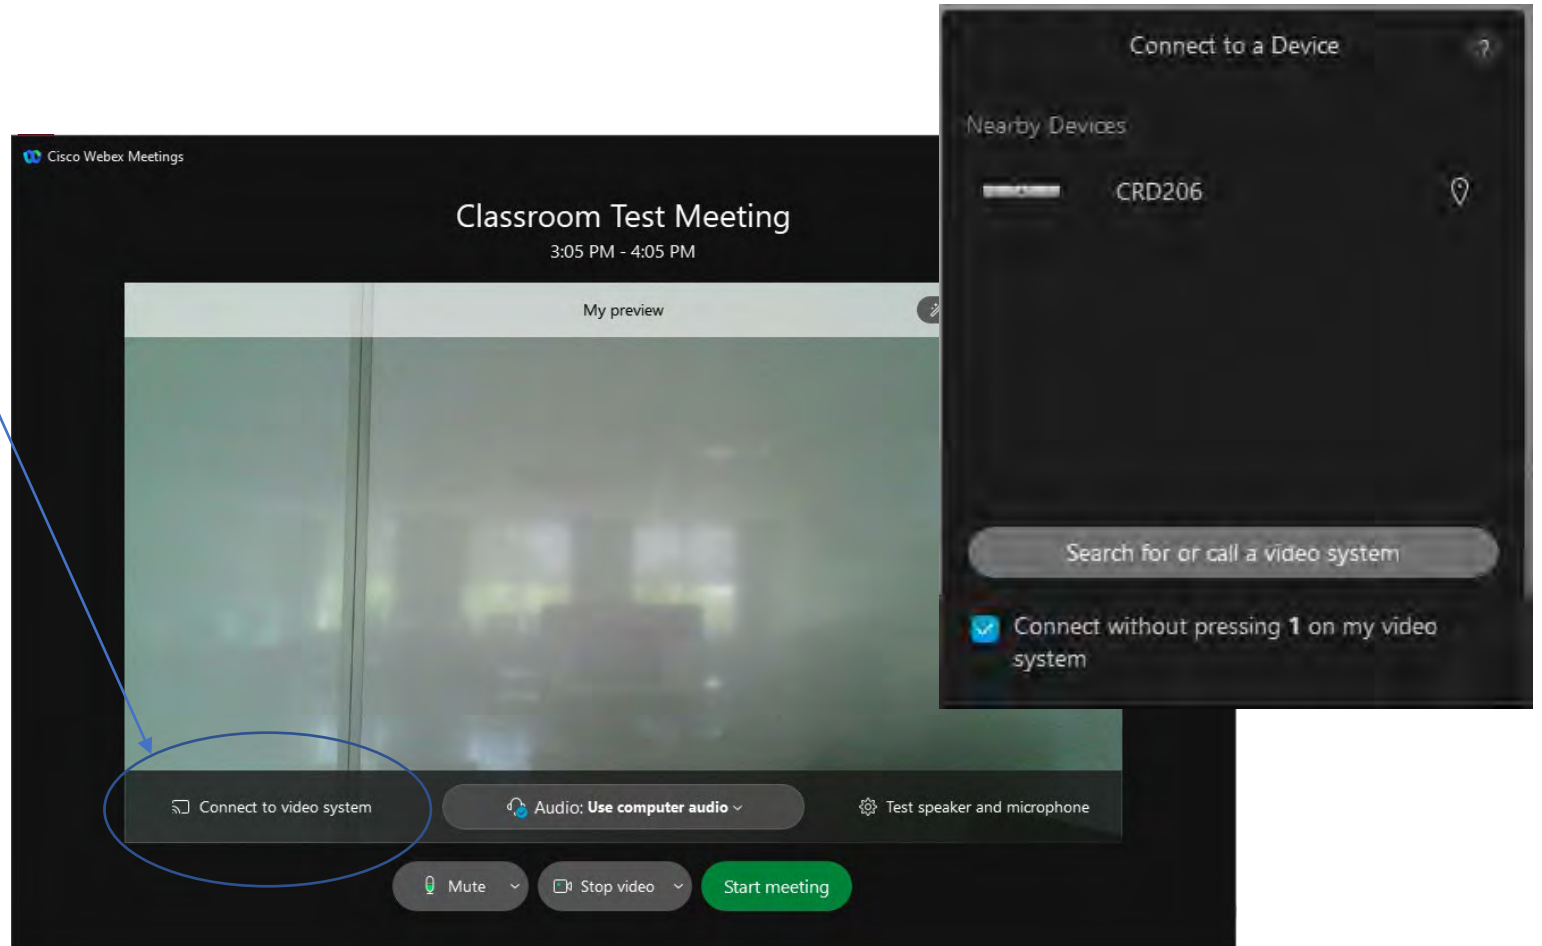 Connect to a Device
?
Nearby Devices
CRD206
Search for or call a video system
Connect without pressing 1 on my video
system
Cisco Webex Meetings
Classroom Test Meeting
3:05 PM - 4:05 PM
My preview
Connect to video system
Audio: Use computer audio
Test speaker and microphone
Mute
Stop video
Start meeting